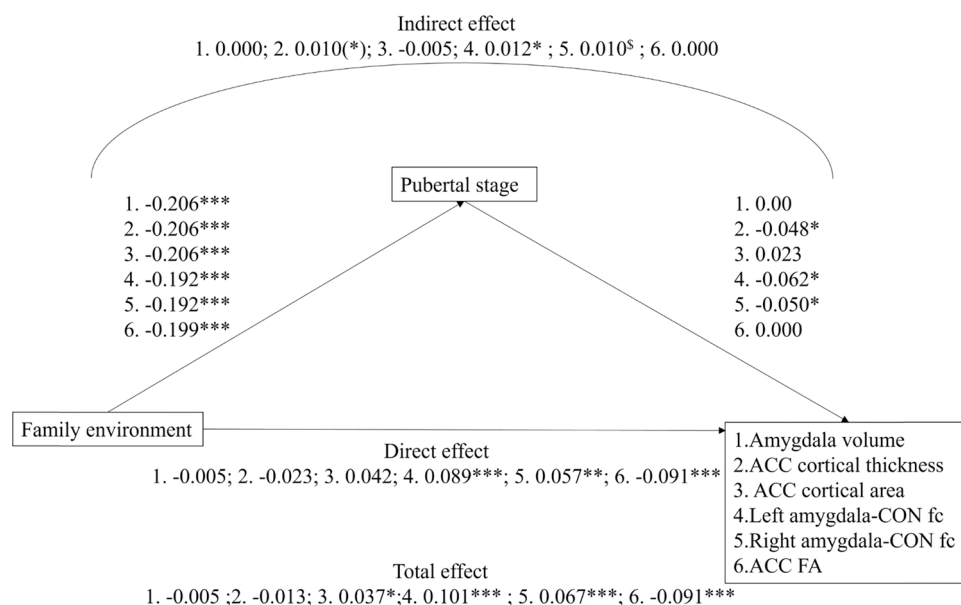 Indirect effect
1. 0.000; 2. 0.010(*); 3. -0.005; 4. 0.012* ; 5. 0.010$ ; 6. 0.000
Pubertal stage
1. -0.206***
2. -0.206***
3. -0.206***
4. -0.192***
5. -0.192***
6. -0.199***
1. 0.00
2. -0.048*
3. 0.023
4. -0.062*
5. -0.050*
6. 0.000
Family environment
Direct effect
1. -0.005; 2. -0.023; 3. 0.042; 4. 0.089***; 5. 0.057**; 6. -0.091***
1.Amygdala volume
2.ACC cortical thickness
3. ACC cortical area
4.Left amygdala-CON fc
5.Right amygdala-CON fc
6.ACC FA
Total effect
1. -0.005 ;2. -0.013; 3. 0.037*;4. 0.101*** ; 5. 0.067***; 6. -0.091***